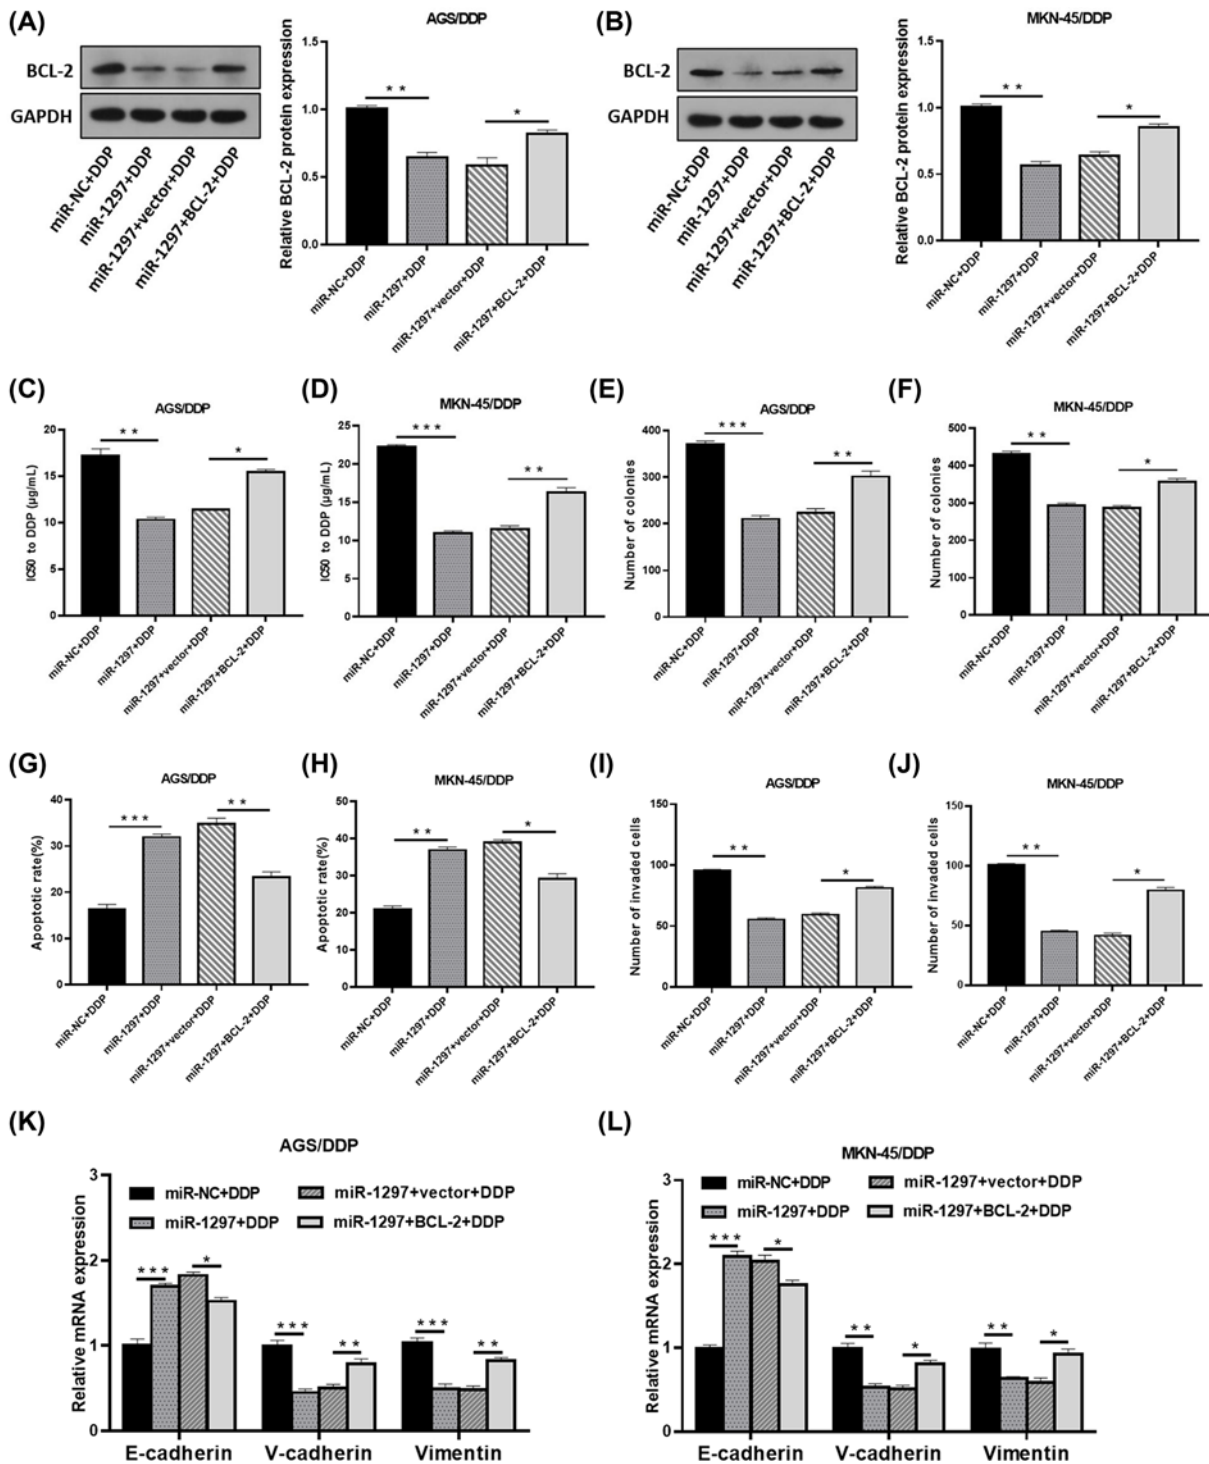 (A)
BCL-2
GAPDH
miR-NC+DDP
miR-1297+DDP
miR-1297+vector+DDP
miR-1297+BCL-2+DDP
AGS/DDP
Relative BCL-2 protein expression
1.5
1.0
0.5
0.0
* *
*
miR-NC+DDP
miR-1297+DDP
miR-1297+vector+DDP
miR-1297+BCL-2+DDP
(B)
BCL-2
GAPDH
miR-NC+DDP
miR-1297+DDP
miR-1297+vector+DDP
miR-1297+BCL-2+DDP
MKN-45/DDP
Relative BCL-2 protein expression
1.5
1.0
0.5
0.0
* *
*
miR-NC+DDP
miR-1297+DDP
miR-1297+vector+DDP
miR-1297+BCL-2+DDP
(C)
AGS/DDP
IC50 to DDP (μg/mL)
20
15
10
5
0
* *
*
miR-NC+DDP
miR-1297+DDP
miR-1297+vector+DDP
miR-1297+BCL-2+DDP
(D)
MKN-45/DDP
IC50 to DDP (μg/mL)
25
20
15
10
5
0
* * *
* *
miR-NC+DDP
miR-1297+DDP
miR-1297+vector+DDP
miR-1297+BCL-2+DDP
(E)
AGS/DDP
Number of colonies
400
300
200
100
0
* * *
* *
miR-NC+DDP
miR-1297+DDP
miR-1297+vector+DDP
miR-1297+BCL-2+DDP
(F)
MKN-45/DDP
Number of colonies
500
400
300
200
100
0
* *
*
miR-NC+DDP
miR-1297+DDP
miR-1297+vector+DDP
miR-1297+BCL-2+DDP
(G)
AGS/DDP
Apoptotic rate(%)
40
30
20
10
0
* * *
* *
miR-NC+DDP
miR-1297+DDP
miR-1297+vector+DDP
miR-1297+BCL-2+DDP
(H)
MKN-45/DDP
Apoptotic rate(%)
50
40
30
20
10
0
* *
*
miR-NC+DDP
miR-1297+DDP
miR-1297+vector+DDP
miR-1297+BCL-2+DDP
(I)
AGS/DDP
Number of invaded cells
150
100
50
0
* *
*
miR-NC+DDP
miR-1297+DDP
miR-1297+vector+DDP
miR-1297+BCL-2+DDP
(J)
MKN-45/DDP
Number of invaded cells
150
100
50
0
* *
*
miR-NC+DDP
miR-1297+DDP
miR-1297+vector+DDP
miR-1297+BCL-2+DDP
(K)
AGS/DDP
Relative mRNA expression
3
2
1
0
miR-NC+DDP
miR-1297+vector+DDP
miR-1297+DDP
miR-1297+BCL-2+DDP
* * *
*
* * *
* *
* * *
* *
E-cadherin
V-cadherin
Vimentin
(L)
MKN-45/DDP
Relative mRNA expression
3
2
1
0
miR-NC+DDP
miR-1297+vector+DDP
miR-1297+DDP
miR-1297+BCL-2+DDP
* * *
*
* *
*
* *
*
E-cadherin
V-cadherin
Vimentin